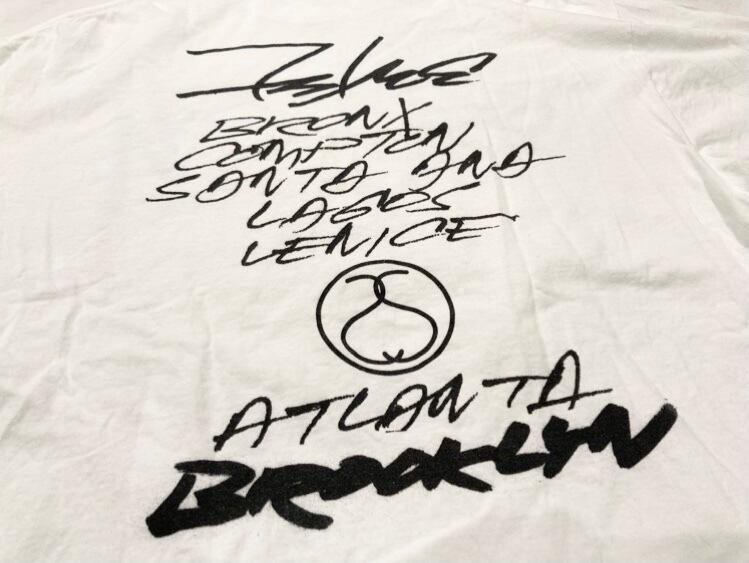 BRONX
COMPTON
SANTA ANA
LAGOS
VENICE
ATLANTA
BROOKLYN